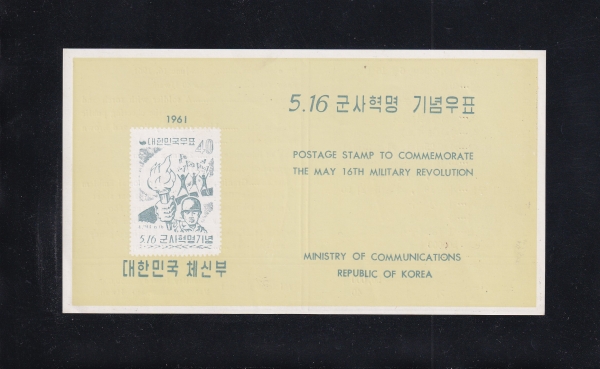 1961
대한민국우표
40
5.16 군사혁명기념
대한민국 체신부
5.16 군사혁명 기념우표
POSTAGE STAMP TO COMMEMORATE
THE MAY 16TH MILITARY REVOLUTION
MINISTRY OF COMMUNICATIONS
REPUBLIC OF KOREA